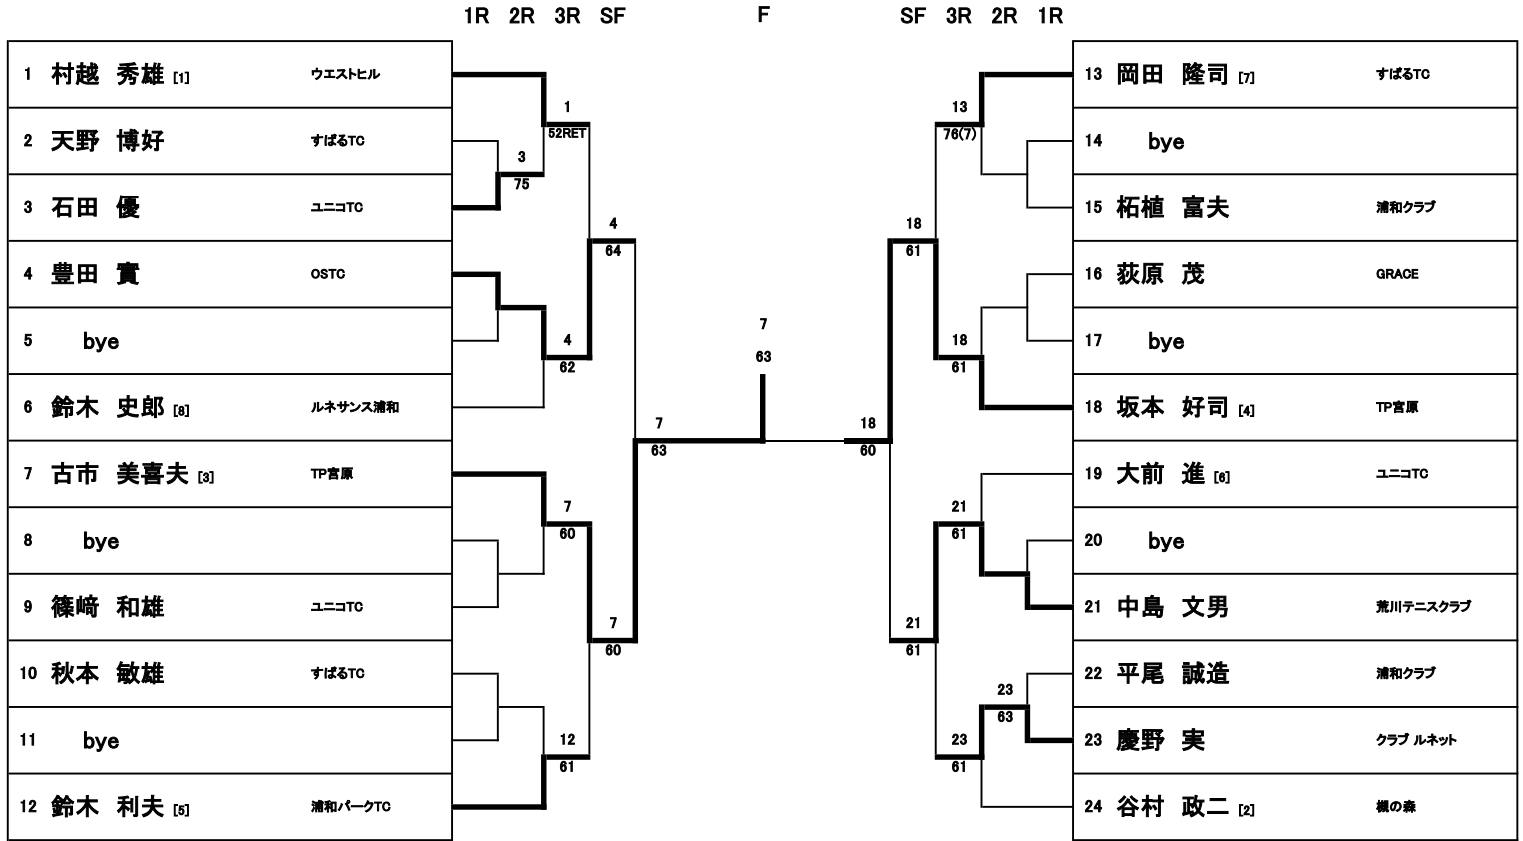 1R 2R 3R SF F SF 3R 2R 1R
1 村越 秀雄 [1] ウエストヒル
2 天野 博好 すばるTC
3 石田 優 ユニコTC
4 豊田 實 OSTC
5 bye
6 鈴木 史郎 [8] ルネサンス浦和
7 古市 美喜夫 [3] TP宮原
8 bye
9 篠﨑 和雄 ユニコTC
10 秋本 敏雄 すばるTC
11 bye
12 鈴木 利夫 [5] 浦和パークTC
3
75
1
52RET
4
62
7
60
12
61
4
64
7
60
7
63
7
63
18
60
18
61
21
61
13
76(7)
18
61
21
61
23
61
23
63
13 岡田 隆司 [7] すばるTC
14 bye
15 柘植 富夫 浦和クラブ
16 荻原 茂 GRACE
17 bye
18 坂本 好司 [4] TP宮原
19 大前 進 [6] ユニコTC
20 bye
21 中島 文男 荒川テニスクラブ
22 平尾 誠造 浦和クラブ
23 慶野 実 クラブ ルネット
24 谷村 政二 [2] 槻の森